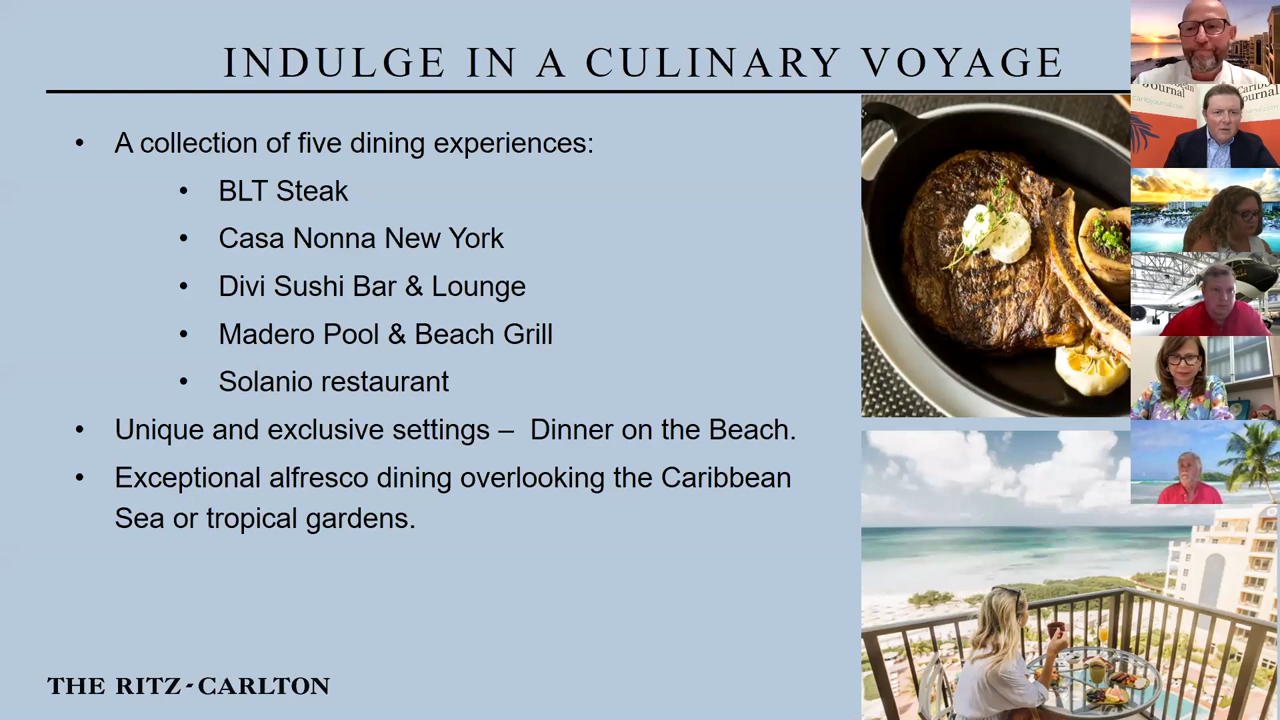 INDULGE IN A CULINARY VOYAGE
• A collection of five dining experiences:
• BLT Steak
• Casa Nonna New York
• Divi Sushi Bar & Lounge
• Madero Pool & Beach Grill
• Solanio restaurant
• Unique and exclusive settings – Dinner on the Beach.
• Exceptional alfresco dining overlooking the Caribbean
Sea or tropical gardens.
THE RITZ-CARLTON
Journal